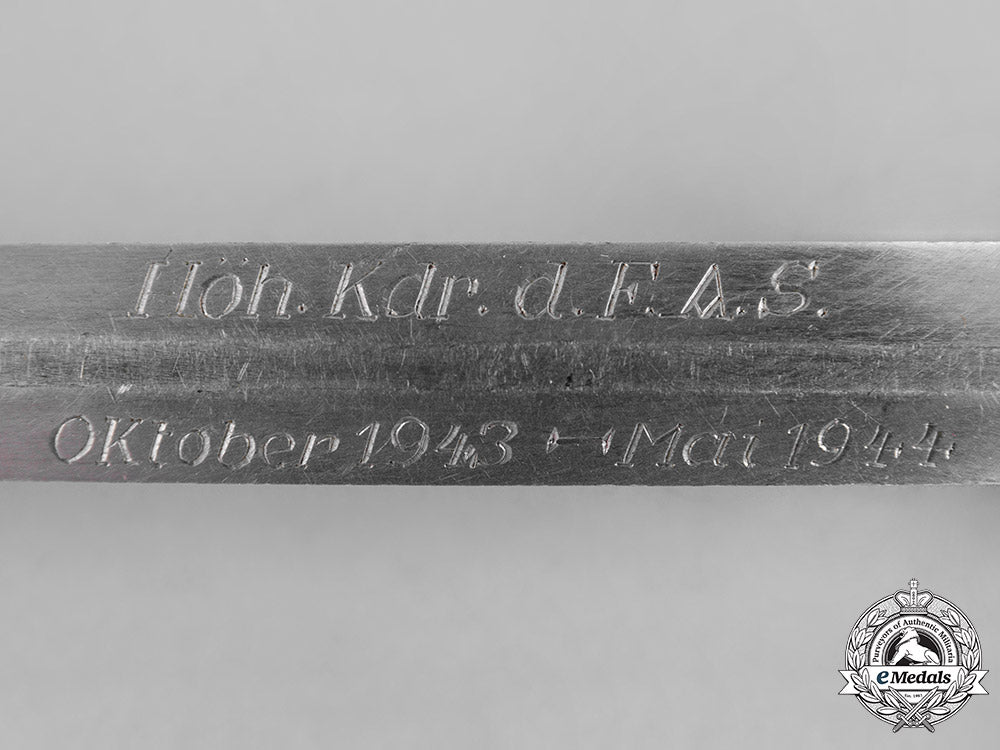 Höh. Kdr. d. F. A. S.
OKtober 1943 - Mai 1944
Purveyors of Authentic Militaria
eMedals